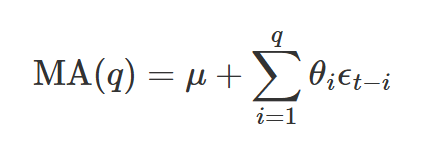 MA(q) = μ + ∑_{i=1}^{q} θ_i ϵ_{t−i}